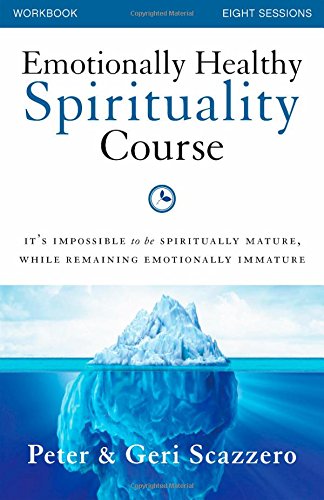 WORKBOOK EIGHT SESSIONS
Emotionally Healthy
Spirituality
Course
IT'S IMPOSSIBLE to be SPIRITUALLY MATURE,
WHILE REMAINING EMOTIONALLY IMMATURE
Peter & Geri Scazzero